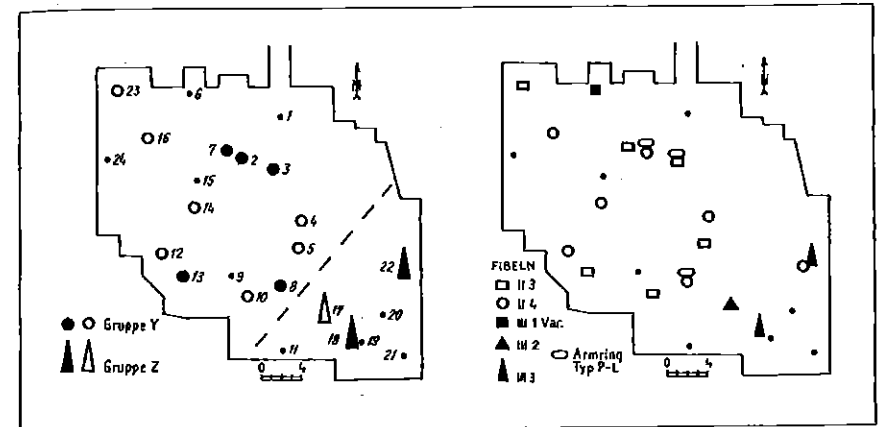 23
6
1
N
16
7
2
3
24
15
14
4
5
12
22
13
9
8
10
17
20
18
19
11
21
Gruppe Y
Gruppe Z
0 4
N
FIBELN
II 3
II 4
III 1 Var.
III 2
III 3
Armring
Typ P-L
0 4